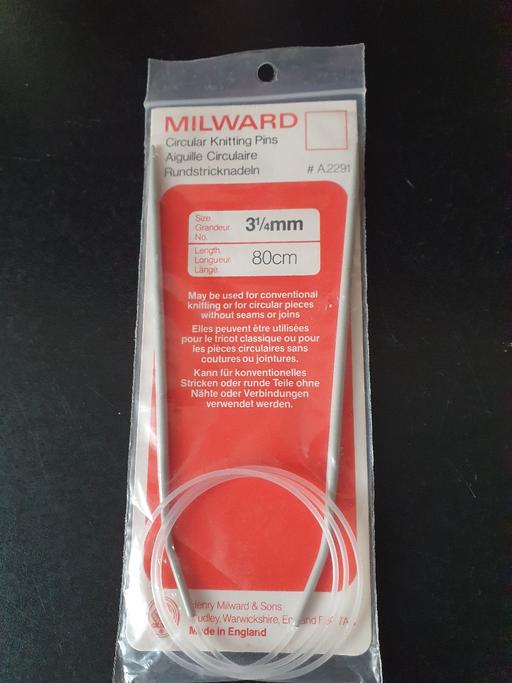 MILWARD
Circular Knitting Pins
Aiguille Circulaire
Rundstricknadeln
# A.2291
Size.
Grandeur
No.
3¼mm
Length.
Longueur.
Länge.
80cm
May be used for conventional
knitting or for circular pieces
without seams or joins
Elles peuvent être utilisées
pour le tricot classique ou pour
les pièces circulaires sans
coutures ou jointures.
Kann für konventionelles
Stricken oder runde Teile ohne
Nähte oder Verbindungen
verwendet werden.
Henry Milward & Sons
Warwickshire, England
Made in England